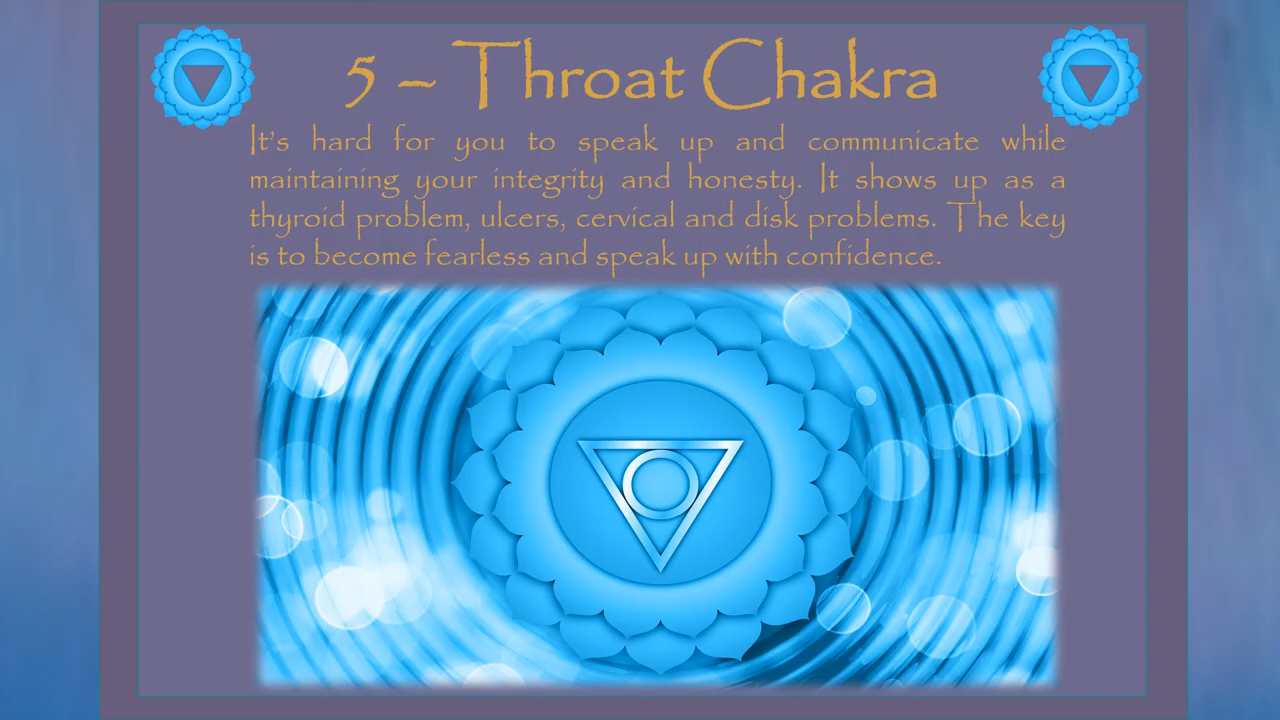 5 – Throat Chakra
It's hard for you to speak up and communicate while
maintaining your integrity and honesty. It shows up as a
thyroid problem, ulcers, cervical and disk problems. The key
is to become fearless and speak up with confidence.